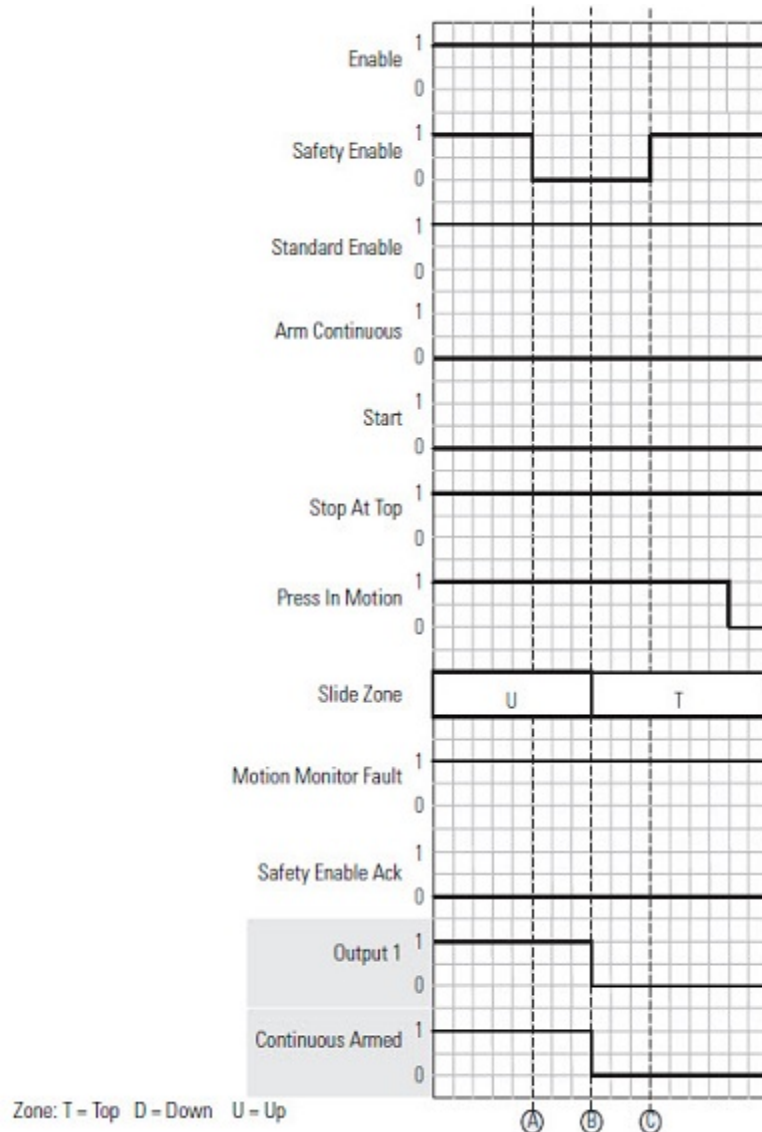 Enable 1
0
Safety Enable 1
0
Standard Enable 1
0
Arm Continuous 1
0
Start 1
0
Stop At Top 1
0
Press In Motion 1
0
Slide Zone U T
Motion Monitor Fault 1
0
Safety Enable Ack 1
0
Output 1 1
0
Continuous Armed 1
0
Zone: T = Top D = Down U = Up A B C